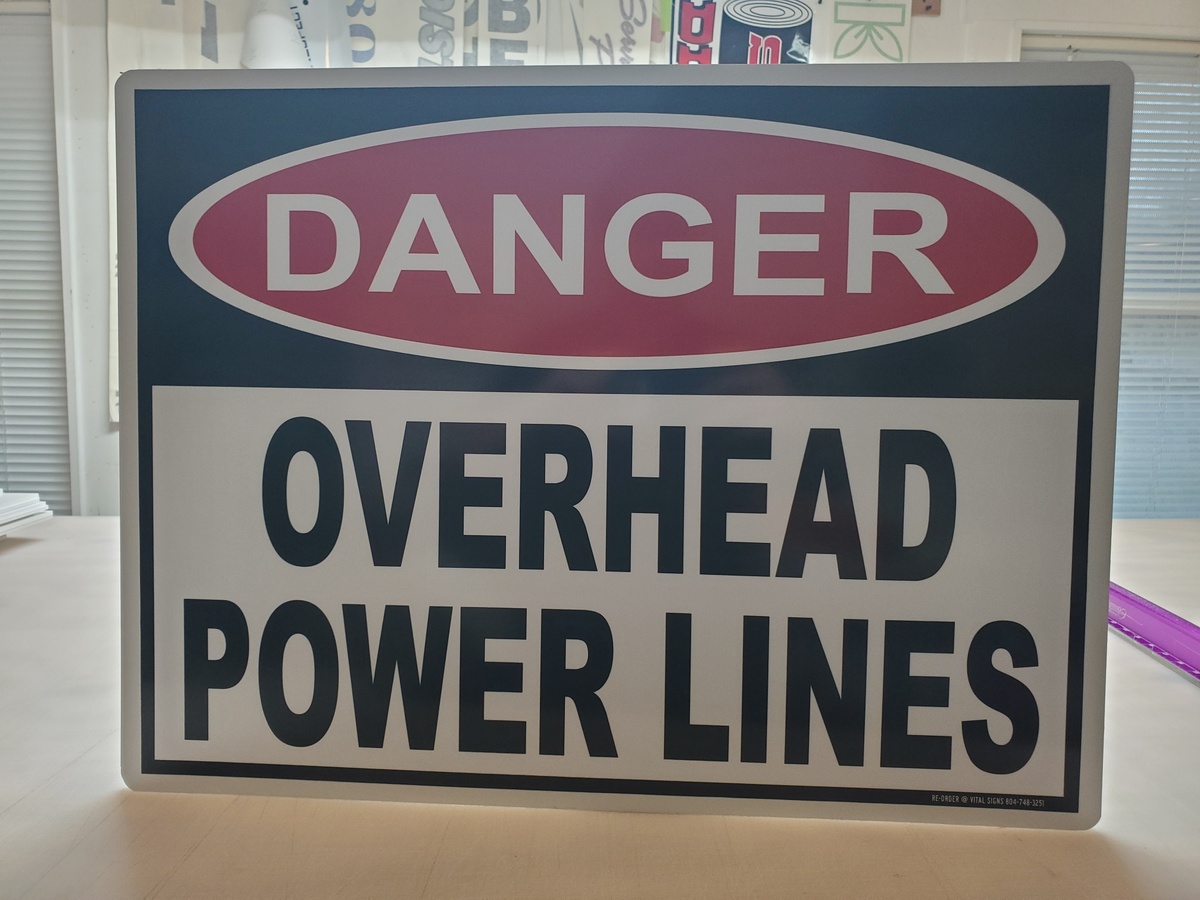 DANGER
OVERHEAD
POWER LINES
RE-ORDER @ VITAL SIGNS 804-748-3251